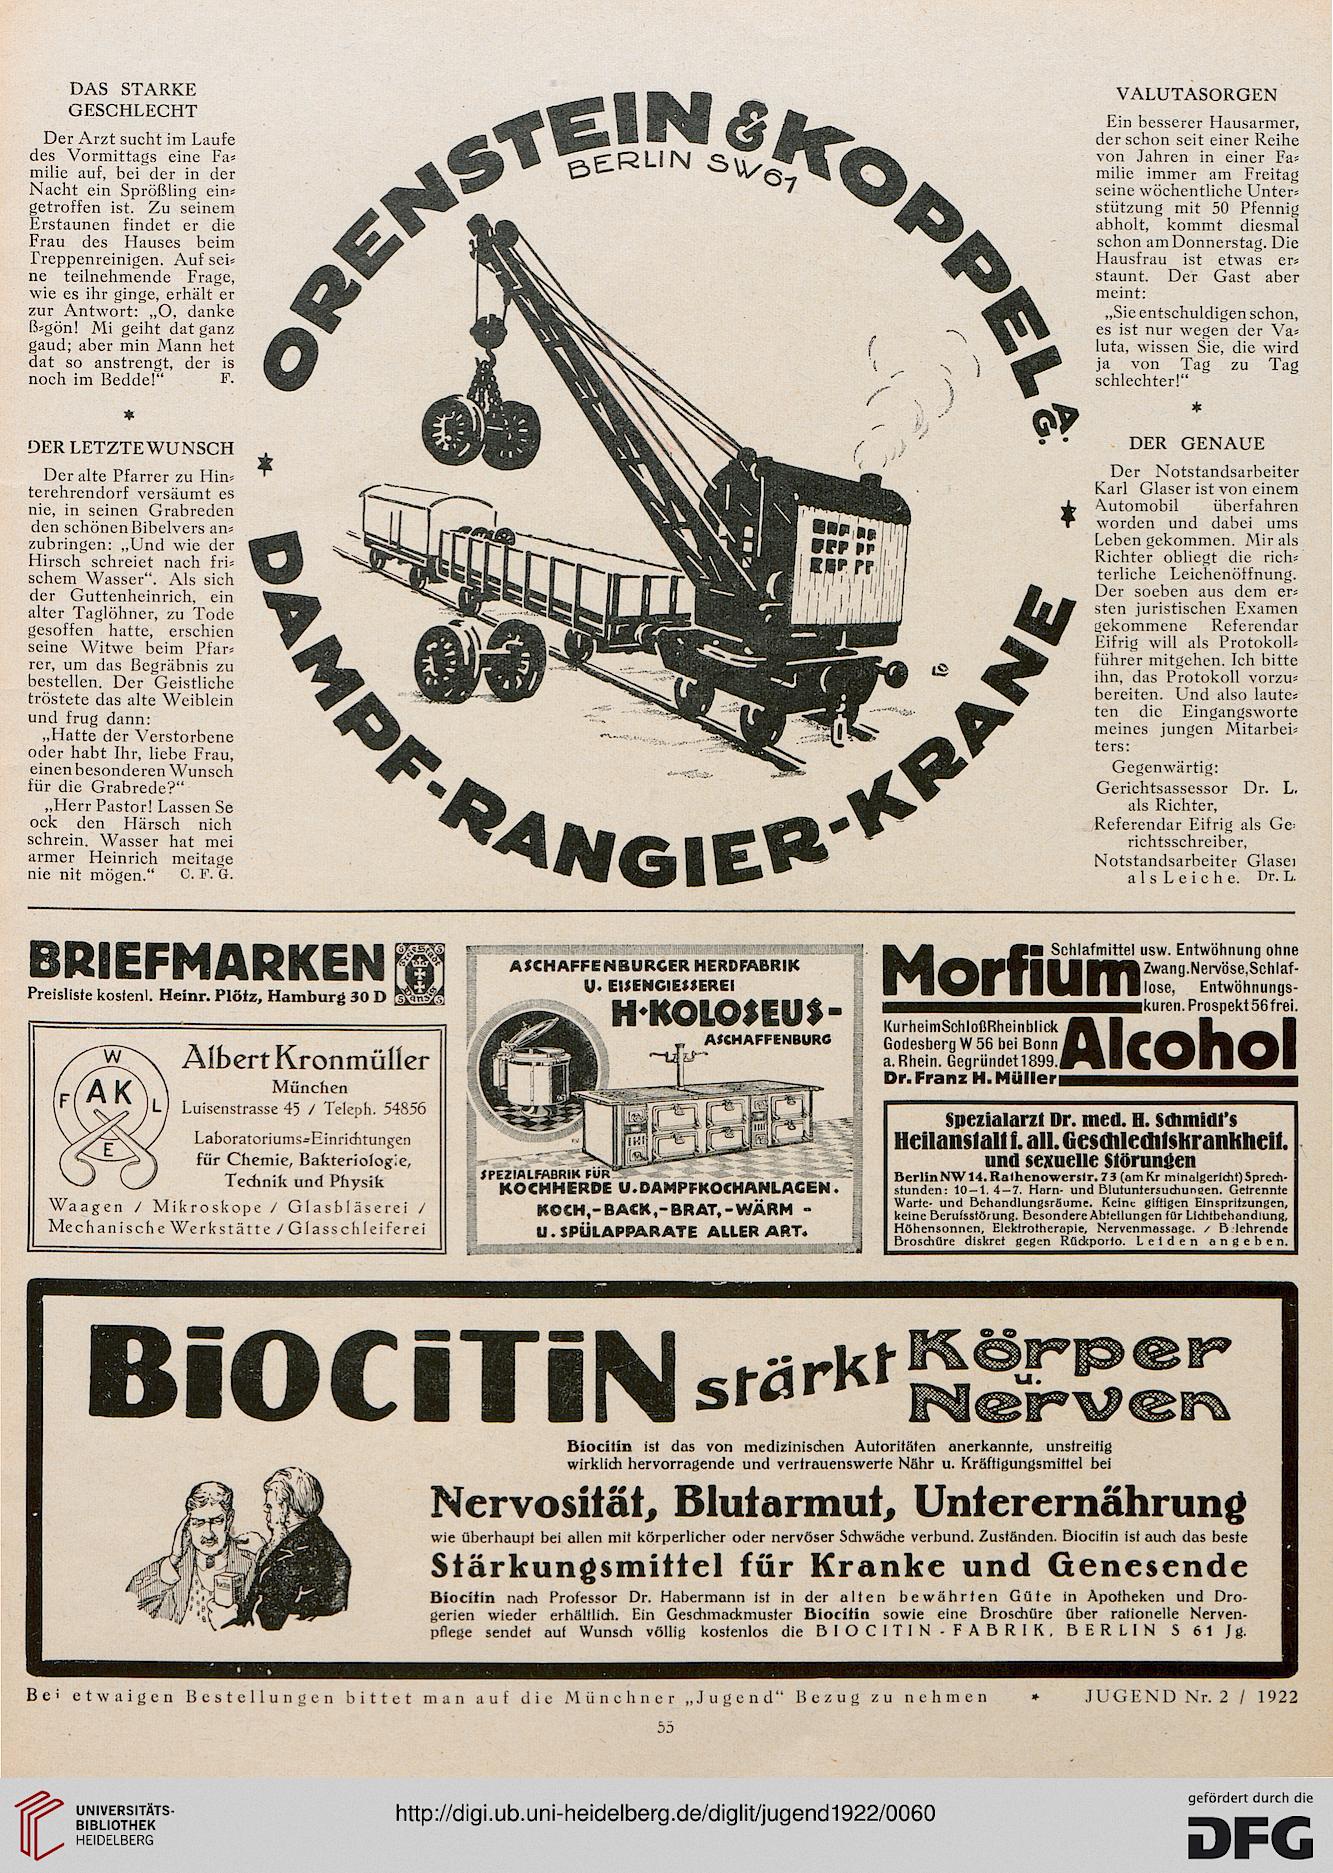 DAS STARKE
GESCHLECHT
Der Arzt sucht im Laufe
des Vormittags eine Fa=
milie auf, bei der in der
Nacht ein Sprößling ein=
getroffen ist. Zu seinem
Erstaunen findet er die
Frau des Hauses beim
Treppenreinigen. Auf sei=
ne teilnehmende Frage,
wie es ihr ginge, erhält er
zur Antwort: „O, danke
ß=gön! Mi geiht dat ganz
gaud; aber min Mann het
dat so anstrengt, der is
noch im Bedde!“ F.
*
DER LETZTE WUNSCH
Der alte Pfarrer zu Hin=
terehrendorf versäumt es
nie, in seinen Grabreden
den schönen Bibelvers an=
zubringen: „Und wie der
Hirsch schreiet nach fri=
schem Wasser“. Als sich
der Guttenheinrich, ein
alter Taglöhner, zu Tode
gesoffen hatte, erschien
seine Witwe beim Pfar=
rer, um das Begräbnis zu
bestellen. Der Geistliche
tröstete das alte Weiblein
und frug dann:
„Hatte der Verstorbene
oder habt Ihr, liebe Frau,
einen besonderen Wunsch
für die Grabrede?“
„Herr Pastor! Lassen Se
ock den Härsch nich
schrein. Wasser hat mei
armer Heinrich meitage
nie nit mögen.“ C. F. G.
ORENSTEIN & KOPPEL A.G.
BERLIN SW61
DAMPF-RANGIER-KRANE
VALUTASORGEN
Ein besserer Hausarmer,
der schon seit einer Reihe
von Jahren in einer Fa=
milie immer am Freitag
seine wöchentliche Unter=
stützung mit 50 Pfennig
abholt, kommt diesmal
schon am Donnerstag. Die
Hausfrau ist etwas er=
staunt. Der Gast aber
meint:
„Sie entschuldigen schon,
es ist nur wegen der Va=
luta, wissen Sie, die wird
ja von Tag zu Tag
schlechter!“
*
DER GENAUE
Der Notstandsarbeiter
Karl Glaser ist von einem
Automobil überfahren
worden und dabei ums
Leben gekommen. Mir als
Richter obliegt die rich=
terliche Leichenöffnung.
Der soeben aus dem er=
sten juristischen Examen
gekommene Referendar
Eifrig will als Protokoll=
führer mitgehen. Ich bitte
ihn, das Protokoll vorzu=
bereiten. Und also laute=
ten die Eingangsworte
meines jungen Mitarbei=
ters:
Gegenwärtig:
Gerichtsassessor Dr. L.
als Richter,
Referendar Eifrig als Ge=
richtsschreiber,
Notstandsarbeiter Glaser
als Leiche. Dr. L.
BRIEFMARKEN
Preisliste kostenl. Heinr. Plötz, Hamburg 30 D
W
F AK L
E
Albert Kronmüller
München
Luisenstrasse 45 / Teleph. 54856
Laboratoriums=Einrichtungen
für Chemie, Bakteriologie,
Technik und Physik
Waagen / Mikroskope / Glasbläserei /
Mechanische Werkstätte / Glasschleiferei
ASCHAFFENBURGER HERDFABRIK
U. EISENGIESSEREI
H·KOLOSEUS-
ASCHAFFENBURG
SPEZIALFABRIK FÜR
KOCHHERDE U. DAMPFKOCHANLAGEN.
KOCH,-BACK,-BRAT,-WÄRM -
U. SPÜLAPPARATE ALLER ART.
Morfium Schlafmittel usw. Entwöhnung ohne
Zwang. Nervöse, Schlaf-
lose, Entwöhnungs-
kuren. Prospekt 56 frei.
Kurheim Schloß Rheinblick
Godesberg W 56 bei Bonn
a. Rhein. Gegründet 1899.
Dr. Franz H. Müller
Alcohol
Spezialarzt Dr. med. H. Schmidt's
Heilanstalt f. all. Geschlechtskrankheit.
und sexuelle Störungen
Berlin NW 14. Rathenowerstr. 73 (am Kriminalgericht) Sprech-
stunden: 10–1. 4–7. Harn- und Blutuntersuchungen. Getrennte
Warte- und Behandlungsräume. Keine giftigen Einspritzungen,
keine Berufsstörung. Besondere Abteilungen für Lichtbehandlung,
Höhensonnen, Elektrotherapie, Nervenmassage. / Belehrende
Broschüre diskret gegen Rückporto. Leiden angeben.
BIOCITIN stärkt Körper
u.
Nerven
Biocitin ist das von medizinischen Autoritäten anerkannte, unstreitig
wirklich hervorragende und vertrauenswerte Nähr u. Kräftigungsmittel bei
Nervosität, Blutarmut, Unterernährung
wie überhaupt bei allen mit körperlicher oder nervöser Schwäche verbund. Zuständen. Biocitin ist auch das beste
Stärkungsmittel für Kranke und Genesende
Biocitin nach Professor Dr. Habermann ist in der alten bewährten Güte in Apotheken und Dro-
gerien wieder erhältlich. Ein Geschmackmuster Biocitin sowie eine Broschüre über rationelle Nerven-
pflege sendet auf Wunsch völlig kostenlos die BIOCITIN-FABRIK, BERLIN S 61 Jg.
Bei etwaigen Bestellungen bittet man auf die Münchner „Jugend“ Bezug zu nehmen * JUGEND Nr. 2 / 1922
55
UNIVERSITÄTS-
BIBLIOTHEK
HEIDELBERG
http://digi.ub.uni-heidelberg.de/diglit/jugend1922/0060
gefördert durch die
DFG